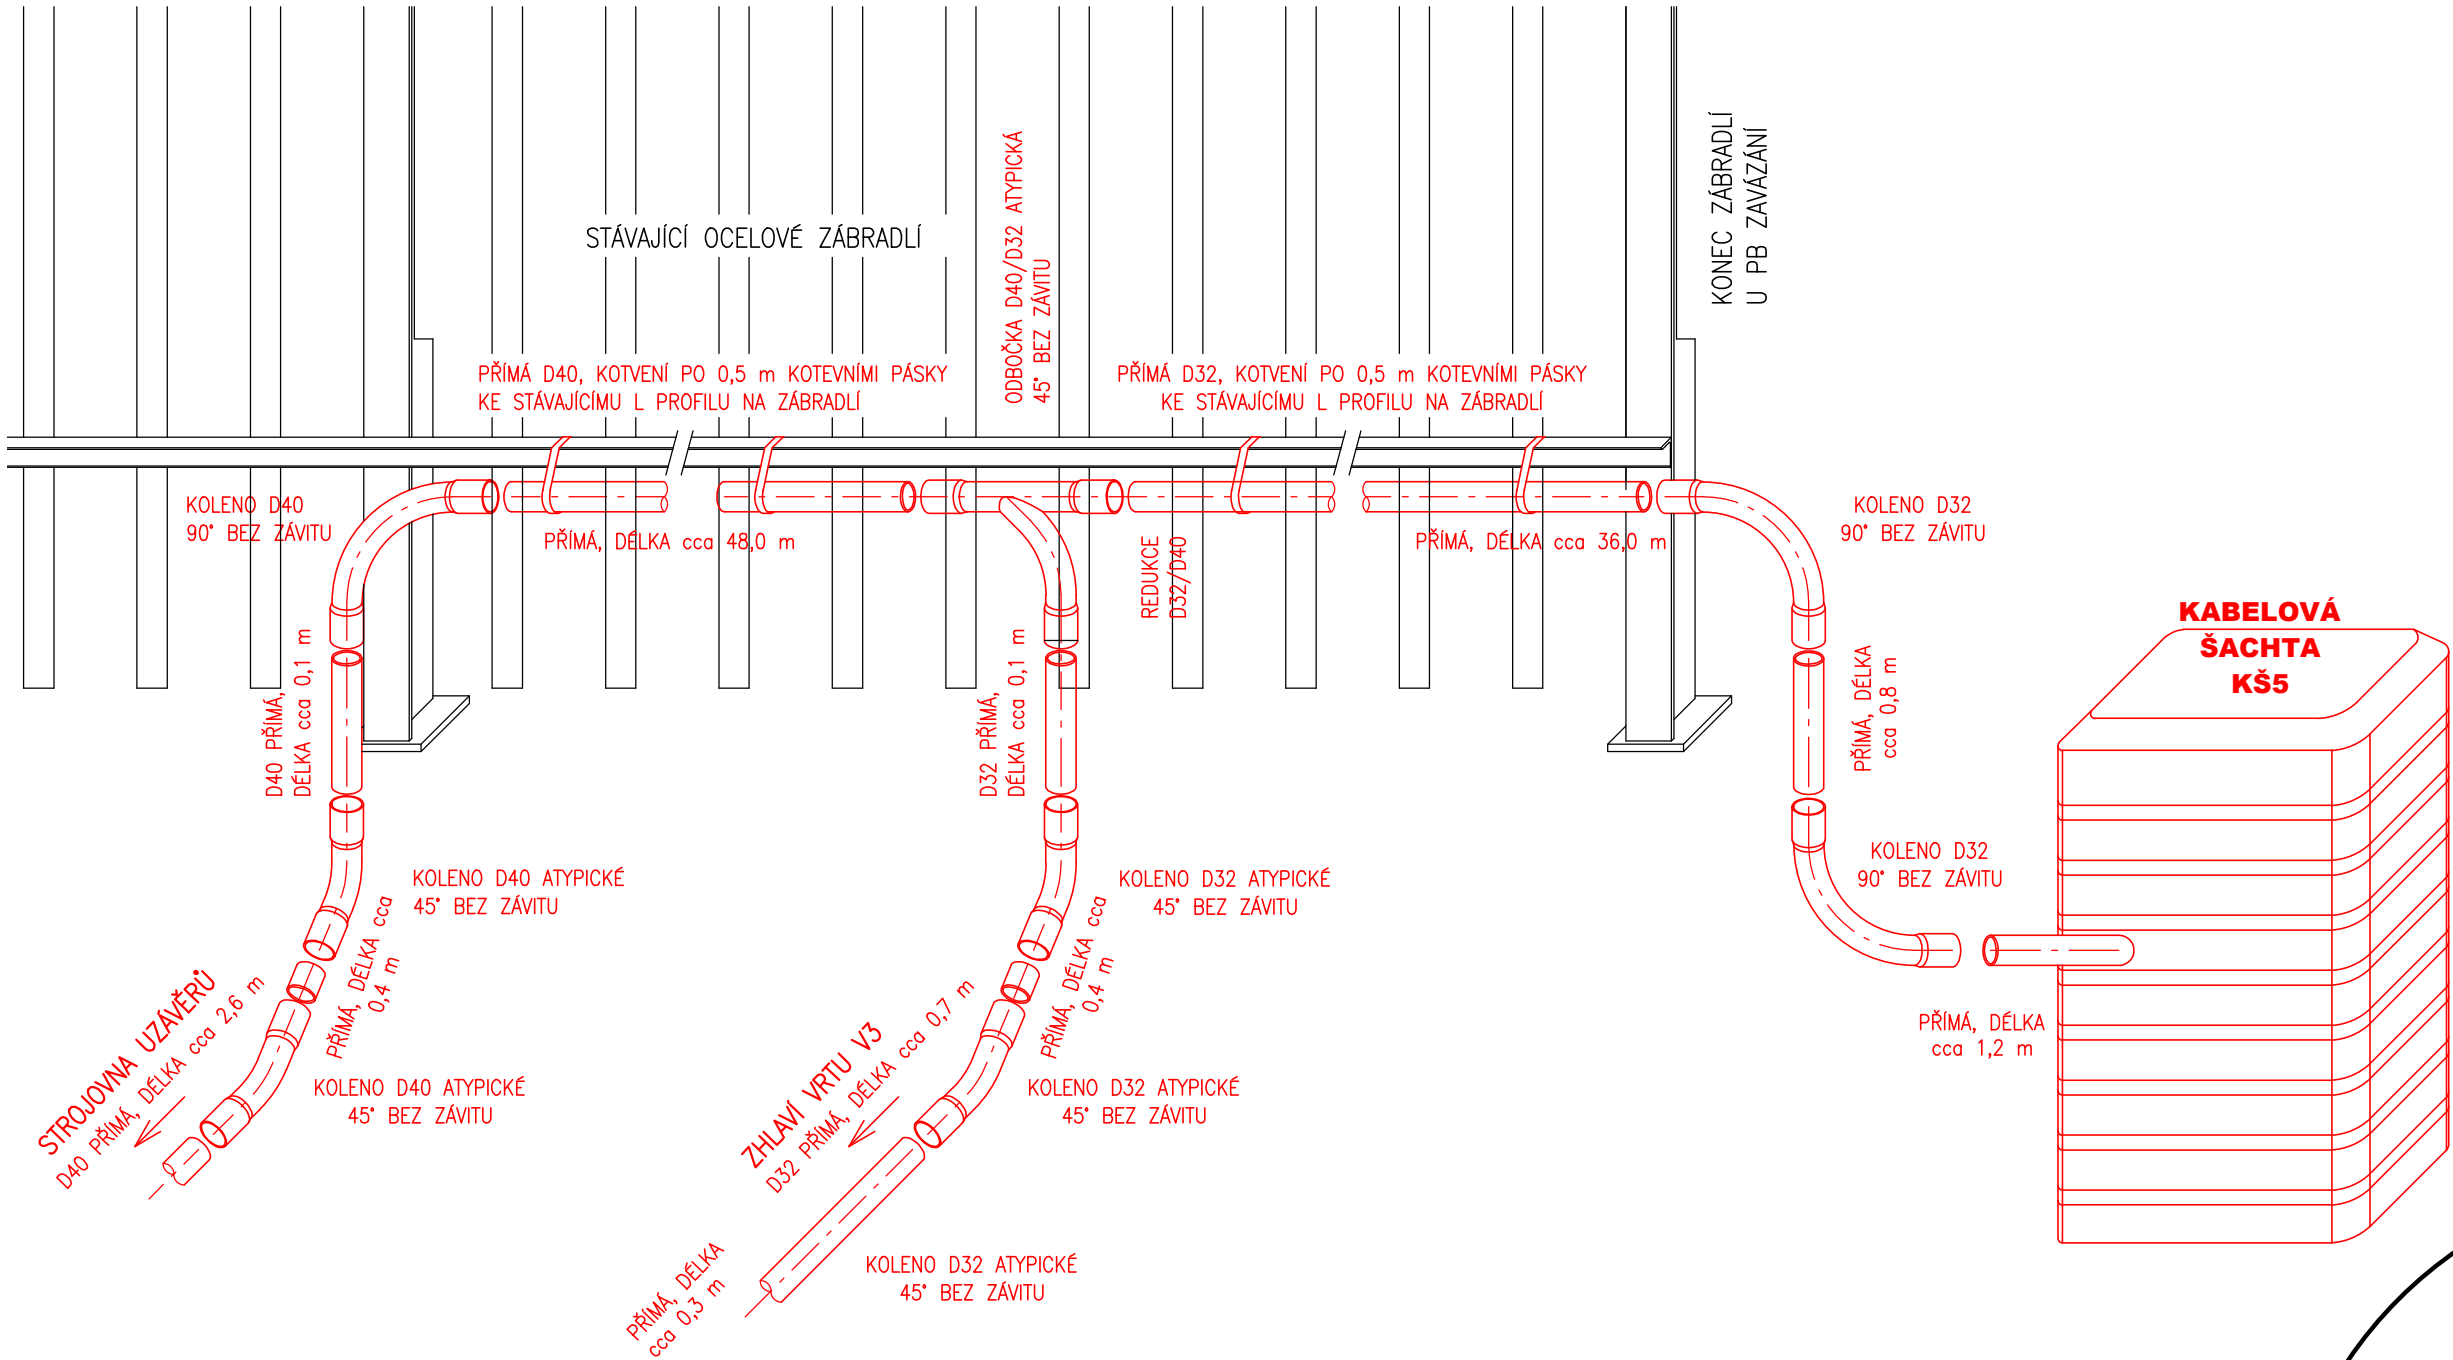 STÁVAJÍCÍ OCELOVÉ ZÁBRADLÍ
ODBOČKA D40/D32 ATYPICKÁ
45° BEZ ZÁVITU
KONEC ZÁBRADLÍ
U PB ZAVÁZÁNÍ
PŘÍMÁ D40, KOTVENÍ PO 0,5 m KOTEVNÍMI PÁSKY
KE STÁVAJÍCÍMU L PROFILU NA ZÁBRADLÍ
PŘÍMÁ D32, KOTVENÍ PO 0,5 m KOTEVNÍMI PÁSKY
KE STÁVAJÍCÍMU L PROFILU NA ZÁBRADLÍ
KOLENO D40
90° BEZ ZÁVITU
PŘÍMÁ, DÉLKA cca 48,0 m
REDUKCE
D32/D40
PŘÍMÁ, DÉLKA cca 36,0 m
KOLENO D32
90° BEZ ZÁVITU
KABELOVÁ
ŠACHTA
KŠ5
D40 PŘÍMÁ,
DÉLKA cca 0,1 m
D32 PŘÍMÁ,
DÉLKA cca 0,1 m
PŘÍMÁ, DÉLKA
cca 0,8 m
KOLENO D40 ATYPICKÉ
45° BEZ ZÁVITU
KOLENO D32 ATYPICKÉ
45° BEZ ZÁVITU
KOLENO D32
90° BEZ ZÁVITU
PŘÍMÁ, DÉLKA cca
0,4 m
PŘÍMÁ, DÉLKA cca
0,4 m
STROJOVNA UZÁVĚRŮ
D40 PŘÍMÁ, DÉLKA cca 2,6 m
ZHLAVÍ VRTU V3
D32 PŘÍMÁ, DÉLKA cca 0,7 m
PŘÍMÁ, DÉLKA
cca 1,2 m
KOLENO D40 ATYPICKÉ
45° BEZ ZÁVITU
KOLENO D32 ATYPICKÉ
45° BEZ ZÁVITU
KOLENO D32 ATYPICKÉ
45° BEZ ZÁVITU
PŘÍMÁ, DÉLKA
cca 0,3 m